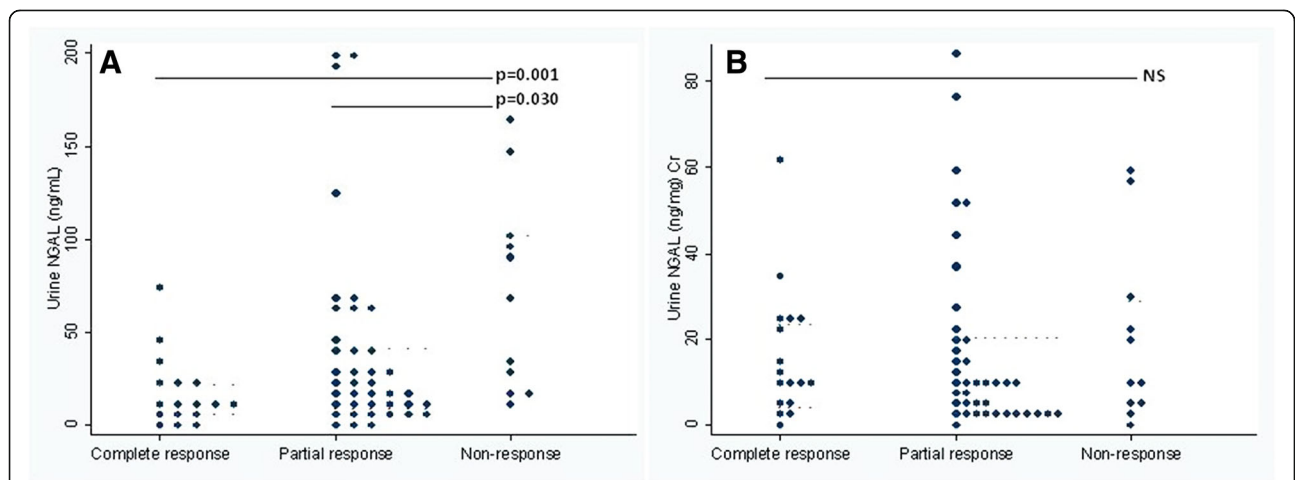 A
p=0.001
p=0.030
Urine NGAL (ng/mL)
200
150
100
50
0
Complete response Partial response Non-response
B
NS
Urine NGAL (ng/mg) Cr
80
60
40
20
0
Complete response Partial response Non-response